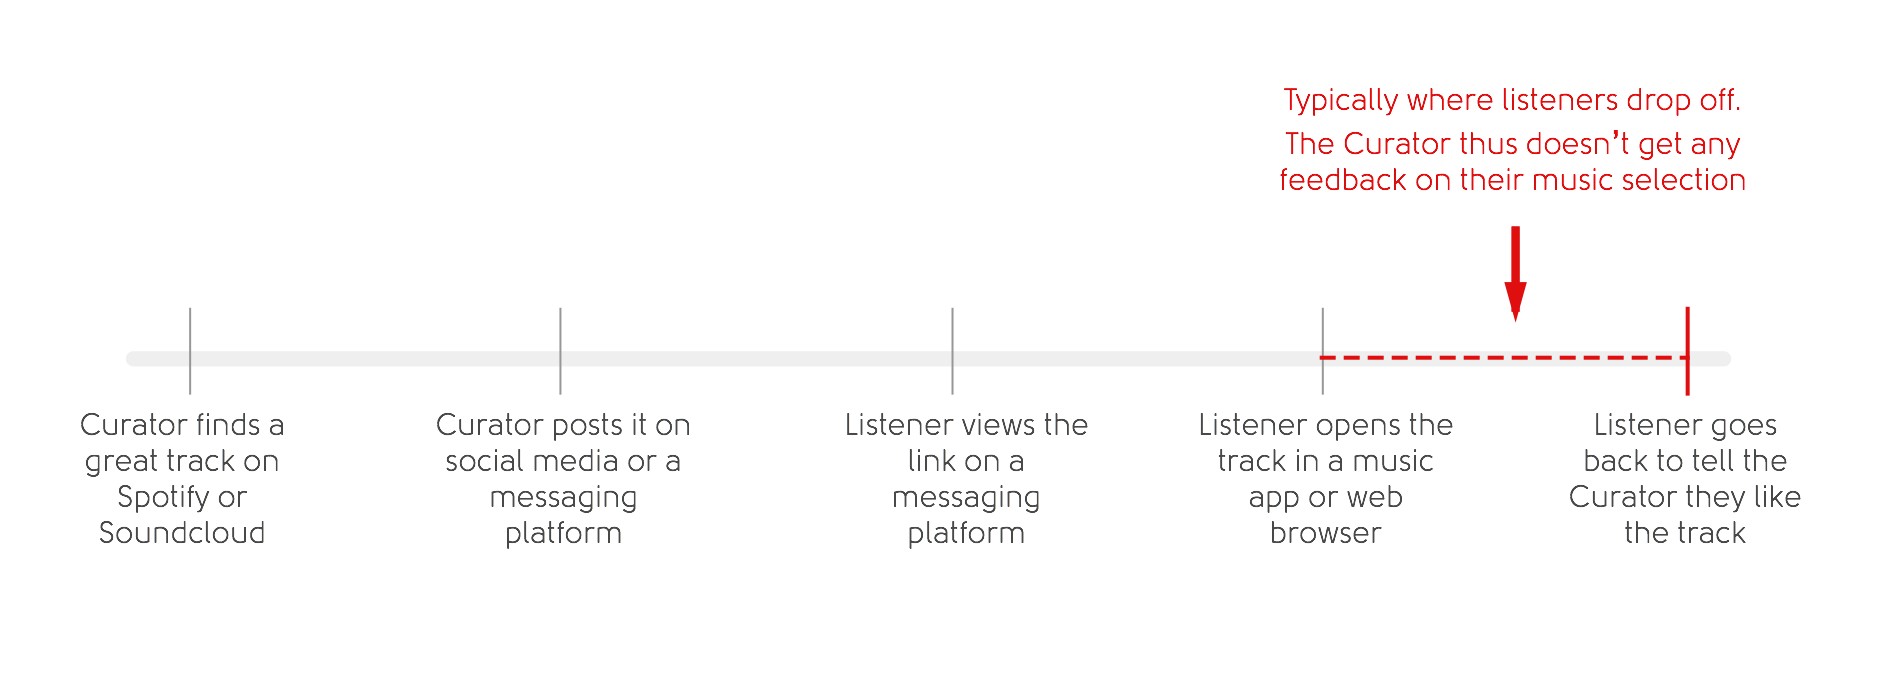 Typically where listeners drop off.
The Curator thus doesn't get any
feedback on their music selection
Curator finds a
great track on
Spotify or
Soundcloud
Curator posts it on
social media or a
messaging
platform
Listener views the
link on a
messaging
platform
Listener opens the
track in a music
app or web
browser
Listener goes
back to tell the
Curator they like
the track